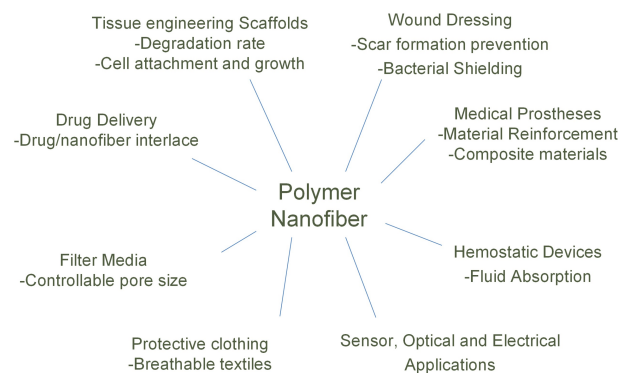 Tissue engineering Scaffolds
-Degradation rate
-Cell attachment and growth
Wound Dressing
-Scar formation prevention
-Bacterial Shielding
Drug Delivery
-Drug/nanofiber interlace
Medical Prostheses
-Material Reinforcement
-Composite materials
Polymer
Nanofiber
Filter Media
-Controllable pore size
Hemostatic Devices
-Fluid Absorption
Protective clothing
-Breathable textiles
Sensor, Optical and Electrical
Applications